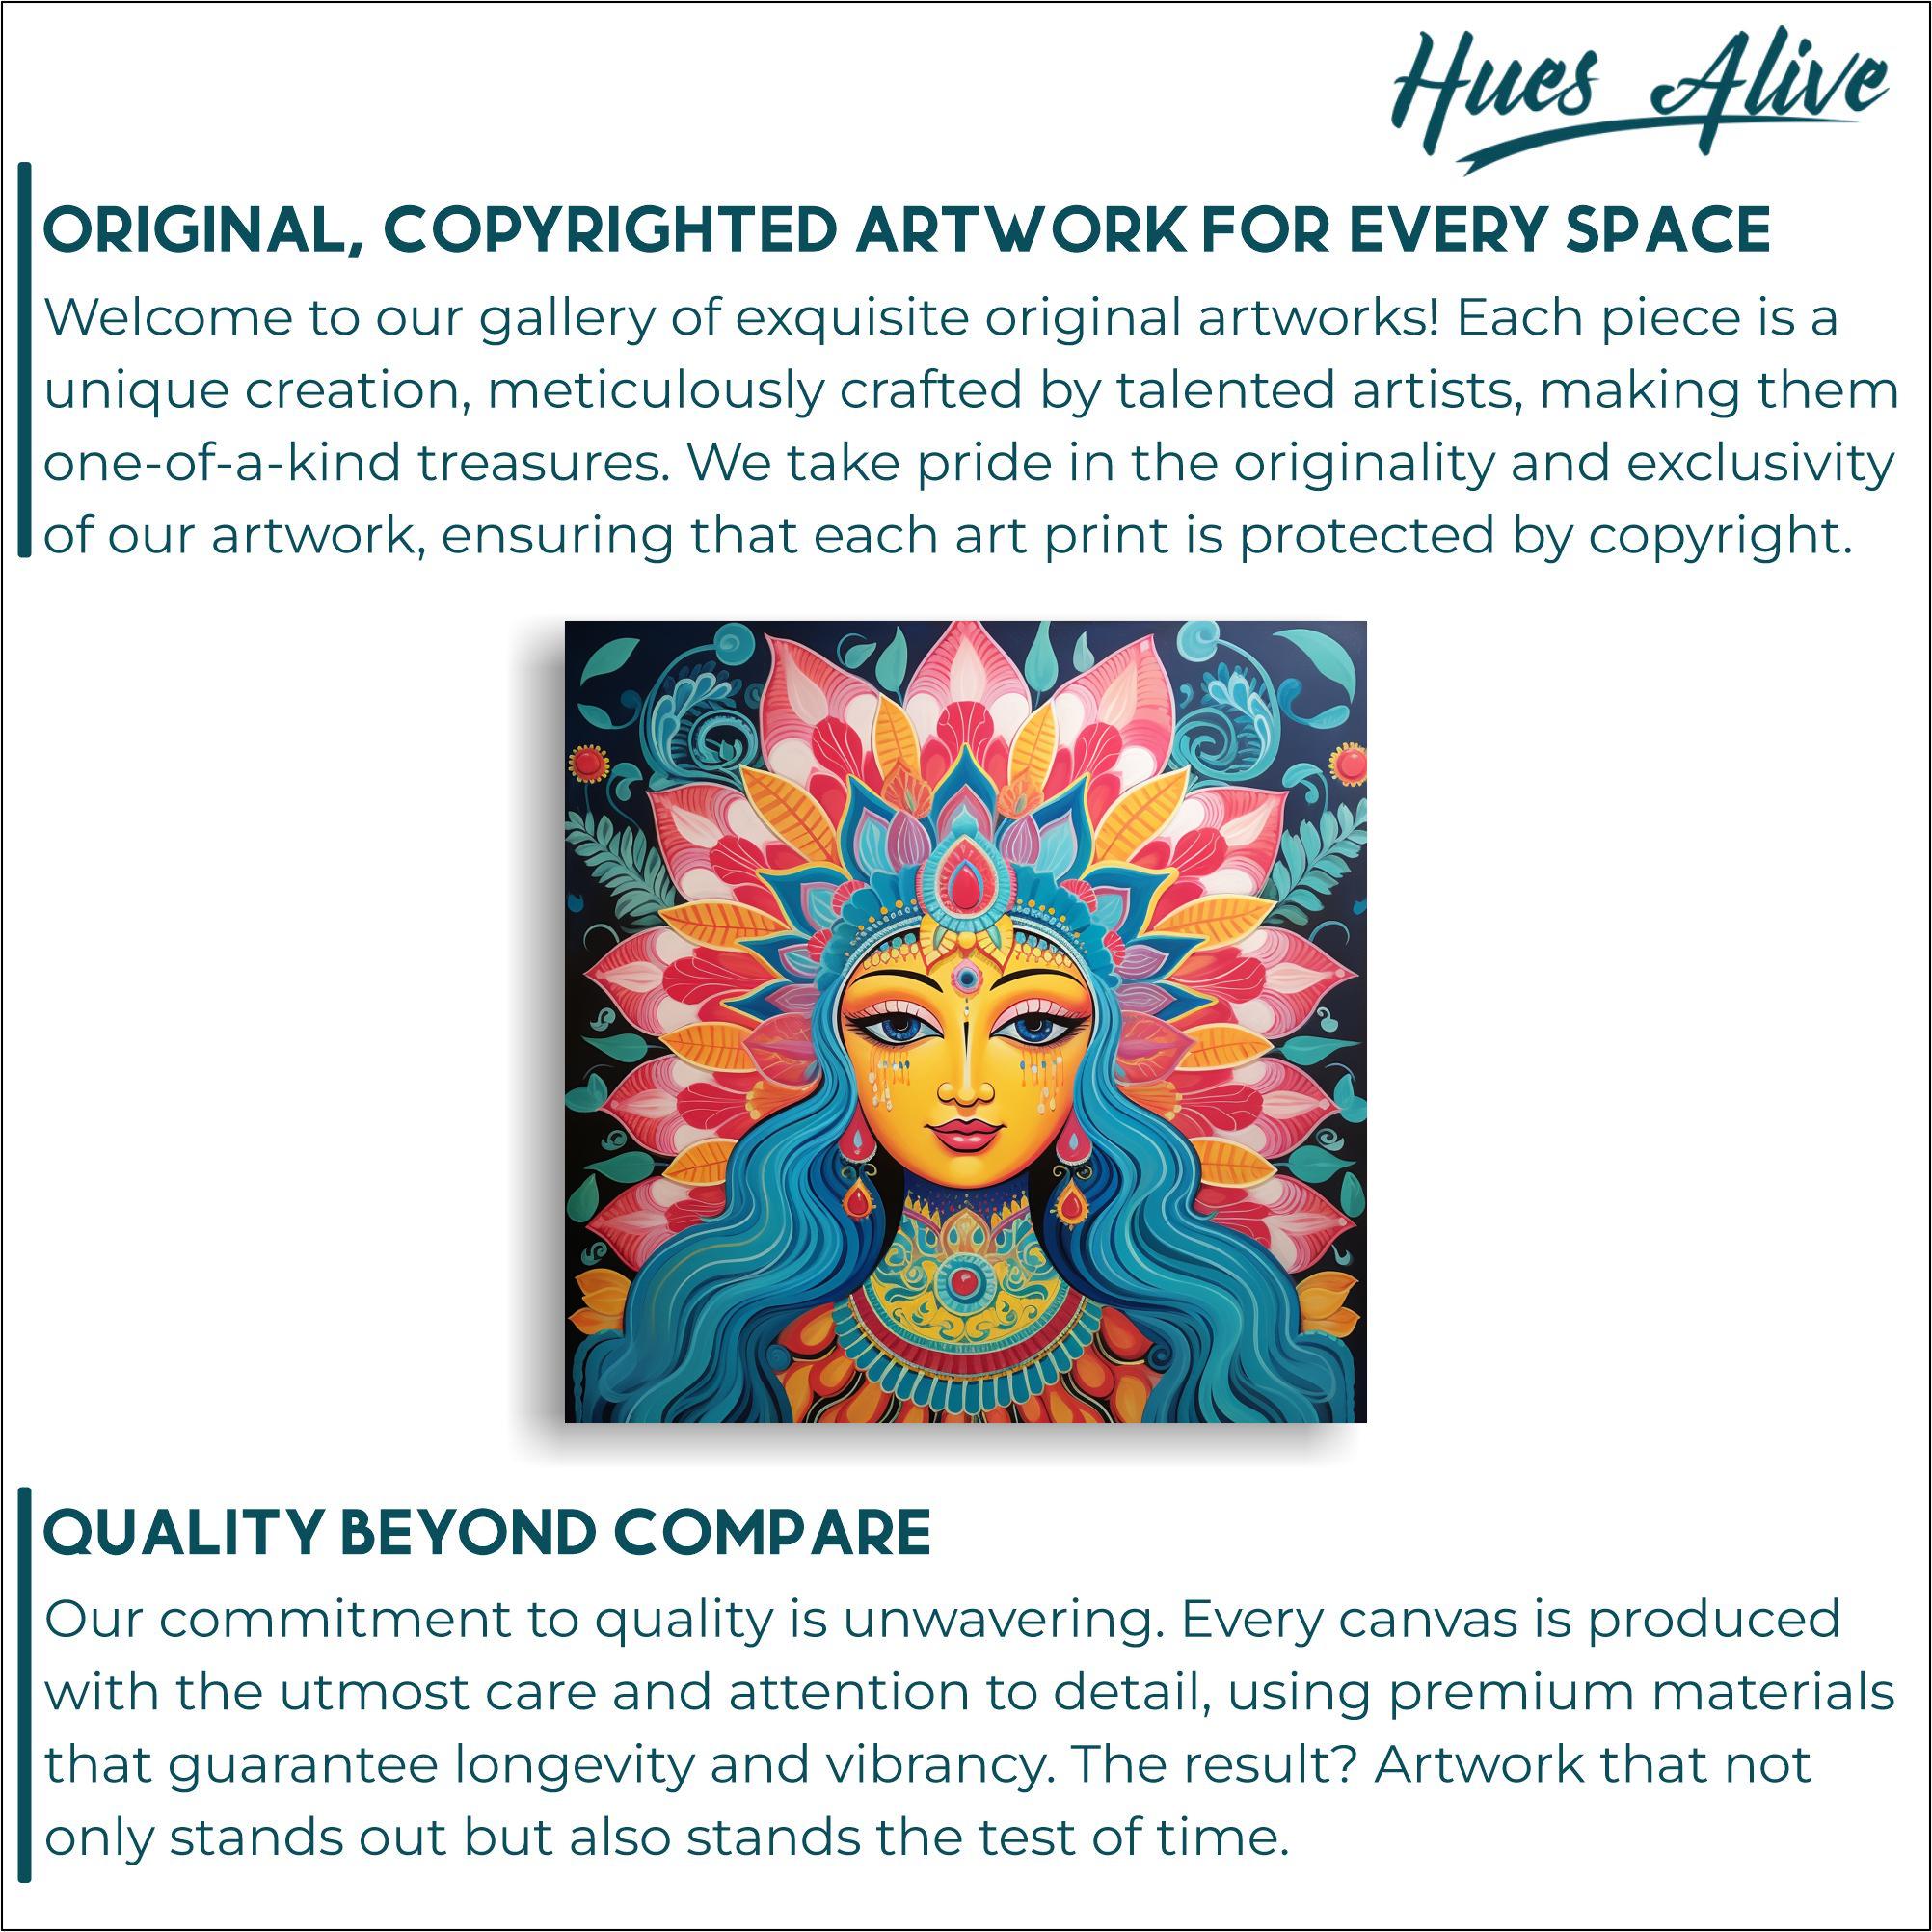 Hues Alive
ORIGINAL, COPYRIGHTED ARTWORK FOR EVERY SPACE
Welcome to our gallery of exquisite original artworks! Each piece is a
unique creation, meticulously crafted by talented artists, making them
one-of-a-kind treasures. We take pride in the originality and exclusivity
of our artwork, ensuring that each art print is protected by copyright.
QUALITY BEYOND COMPARE
Our commitment to quality is unwavering. Every canvas is produced
with the utmost care and attention to detail, using premium materials
that guarantee longevity and vibrancy. The result? Artwork that not
only stands out but also stands the test of time.